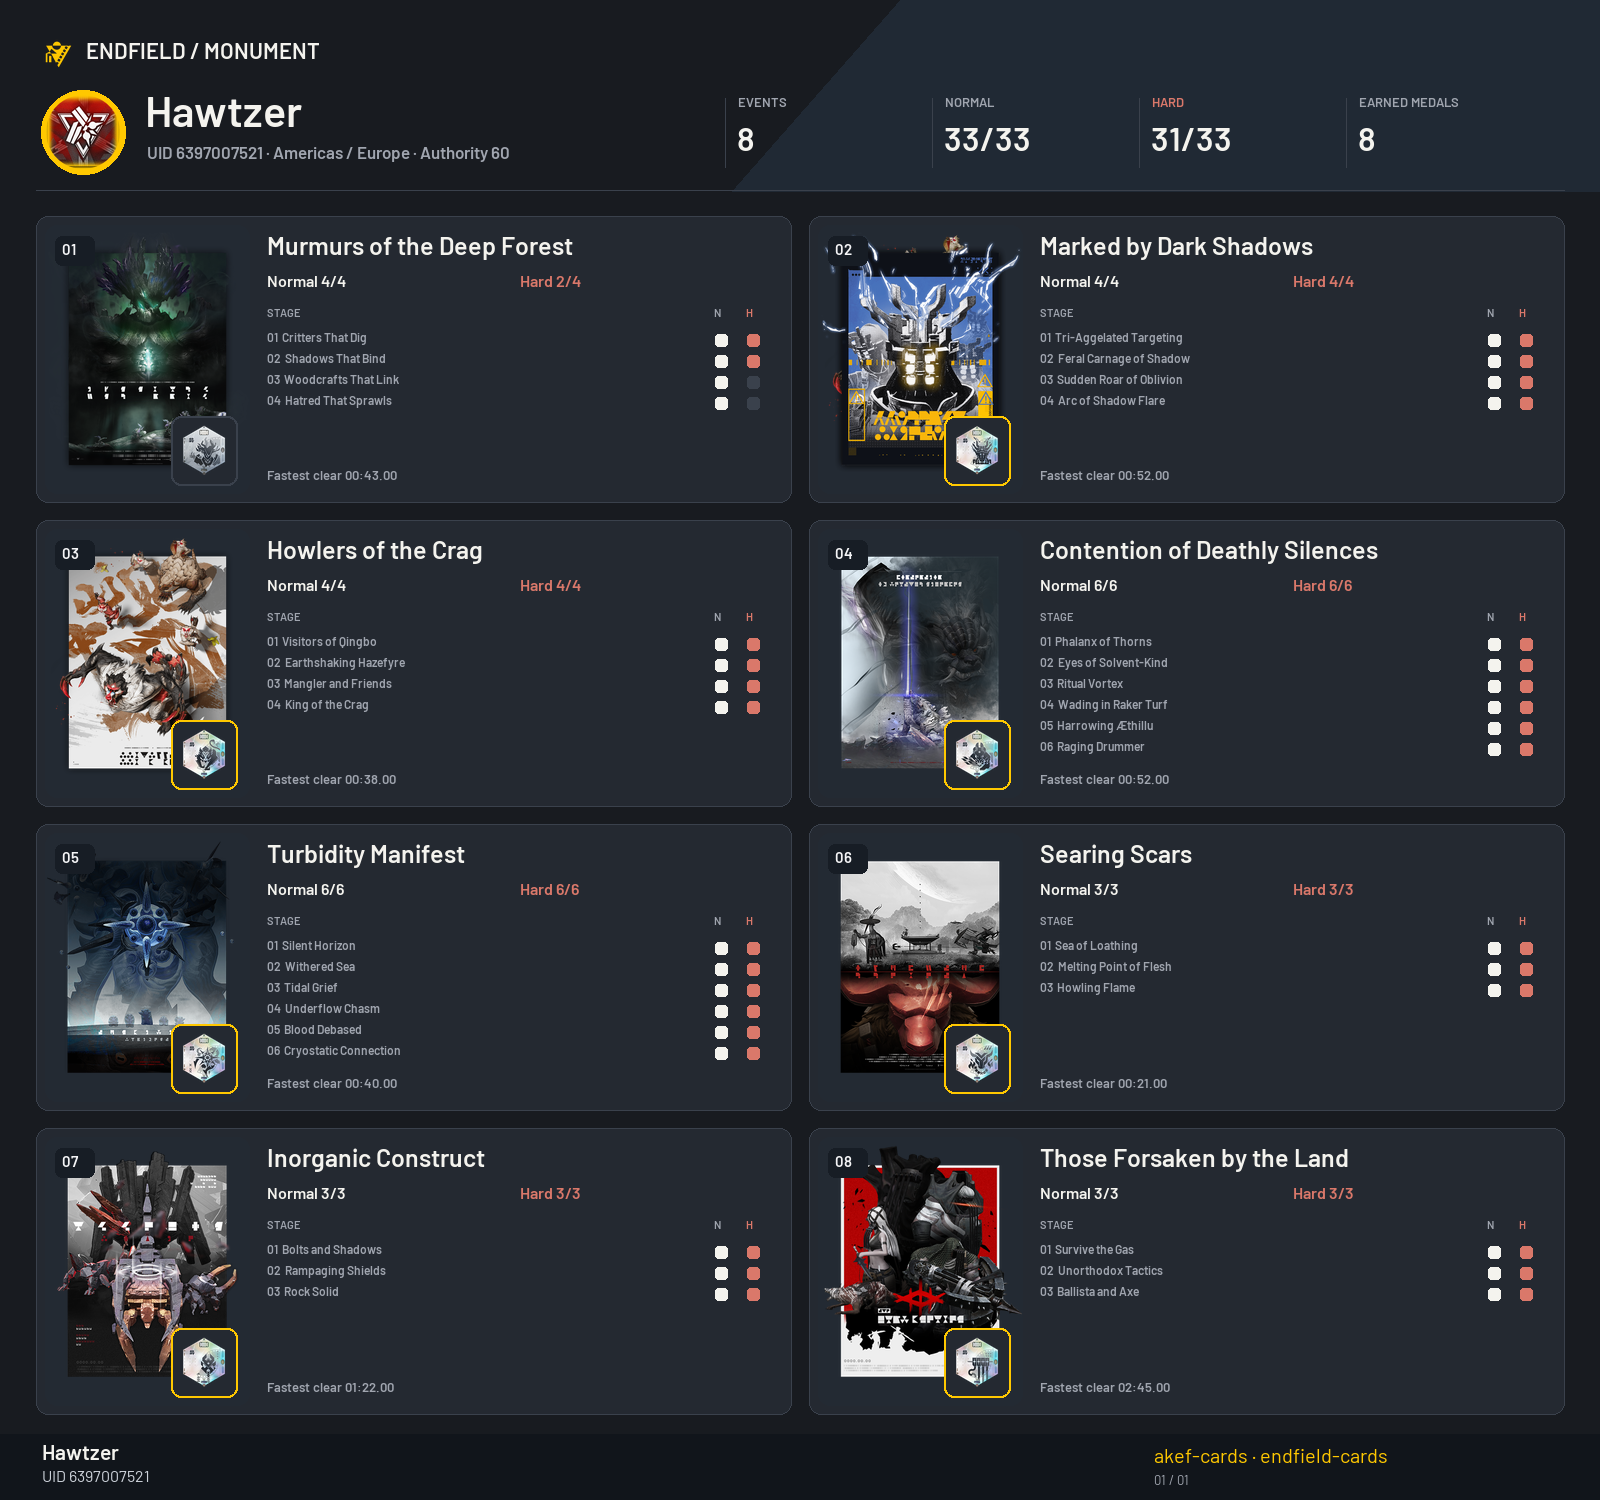 ENDFIELD / MONUMENT
Hawtzer
UID 6397007521 · Americas / Europe · Authority 60
EVENTS
8
NORMAL
33/33
HARD
31/33
EARNED MEDALS
8
01
Murmurs of the Deep Forest
Normal 4/4 Hard 2/4
STAGE N H
01 Critters That Dig
02 Shadows That Bind
03 Woodcrafts That Link
04 Hatred That Sprawls
Fastest clear 00:43.00
02
Marked by Dark Shadows
Normal 4/4 Hard 4/4
STAGE N H
01 Tri-Aggelated Targeting
02 Feral Carnage of Shadow
03 Sudden Roar of Oblivion
04 Arc of Shadow Flare
Fastest clear 00:52.00
03
Howlers of the Crag
Normal 4/4 Hard 4/4
STAGE N H
01 Visitors of Qingbo
02 Earthshaking Hazefyre
03 Mangler and Friends
04 King of the Crag
Fastest clear 00:38.00
04
Contention of Deathly Silences
Normal 6/6 Hard 6/6
STAGE N H
01 Phalanx of Thorns
02 Eyes of Solvent-Kind
03 Ritual Vortex
04 Wading in Raker Turf
05 Harrowing Æthillu
06 Raging Drummer
Fastest clear 00:52.00
05
Turbidity Manifest
Normal 6/6 Hard 6/6
STAGE N H
01 Silent Horizon
02 Withered Sea
03 Tidal Grief
04 Underflow Chasm
05 Blood Debased
06 Cryostatic Connection
Fastest clear 00:40.00
06
Searing Scars
Normal 3/3 Hard 3/3
STAGE N H
01 Sea of Loathing
02 Melting Point of Flesh
03 Howling Flame
Fastest clear 00:21.00
07
Inorganic Construct
Normal 3/3 Hard 3/3
STAGE N H
01 Bolts and Shadows
02 Rampaging Shields
03 Rock Solid
Fastest clear 01:22.00
08
Those Forsaken by the Land
Normal 3/3 Hard 3/3
STAGE N H
01 Survive the Gas
02 Unorthodox Tactics
03 Ballista and Axe
Fastest clear 02:45.00
Hawtzer
UID 6397007521
akef-cards · endfield-cards
01 / 01